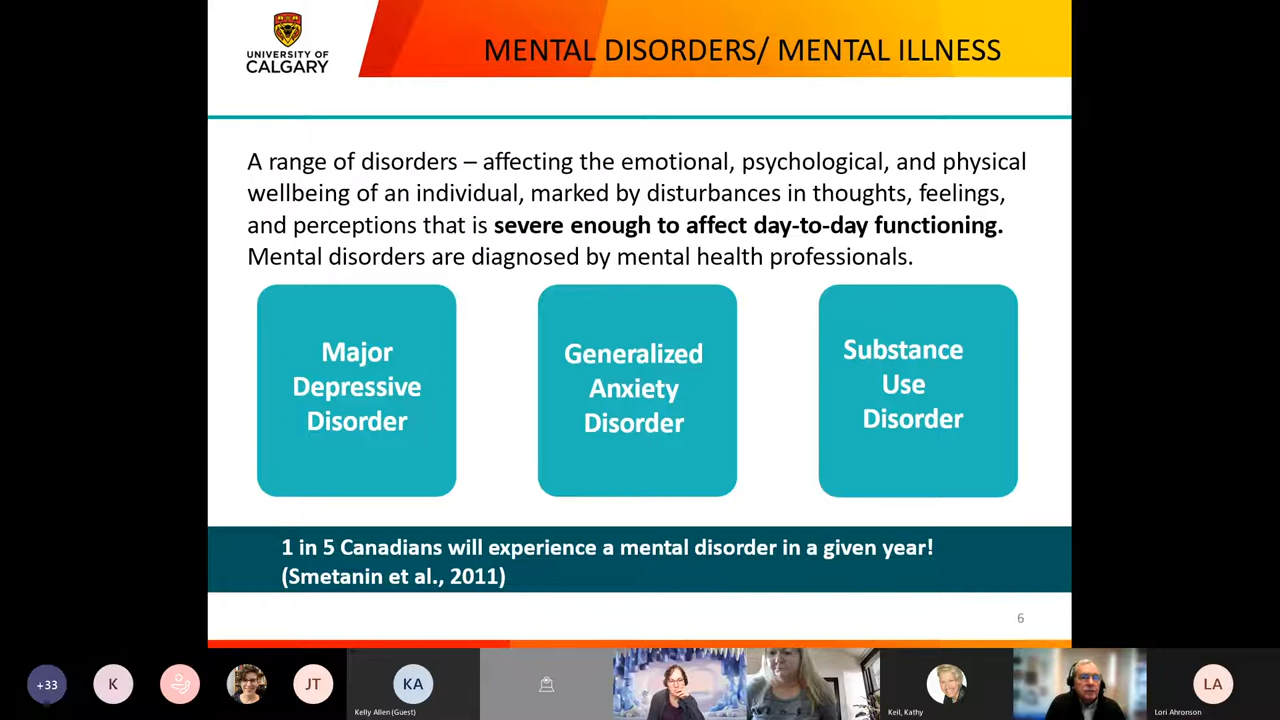 UNIVERSITY OF
CALGARY
MENTAL DISORDERS/ MENTAL ILLNESS
A range of disorders – affecting the emotional, psychological, and physical
wellbeing of an individual, marked by disturbances in thoughts, feelings,
and perceptions that is severe enough to affect day-to-day functioning.
Mental disorders are diagnosed by mental health professionals.
Major
Depressive
Disorder
Generalized
Anxiety
Disorder
Substance
Use
Disorder
1 in 5 Canadians will experience a mental disorder in a given year!
(Smetanin et al., 2011)
6
+33
K
JT
KA
Kelly Allen (Guest)
Keil, Kathy
LA
Lori Ahronson